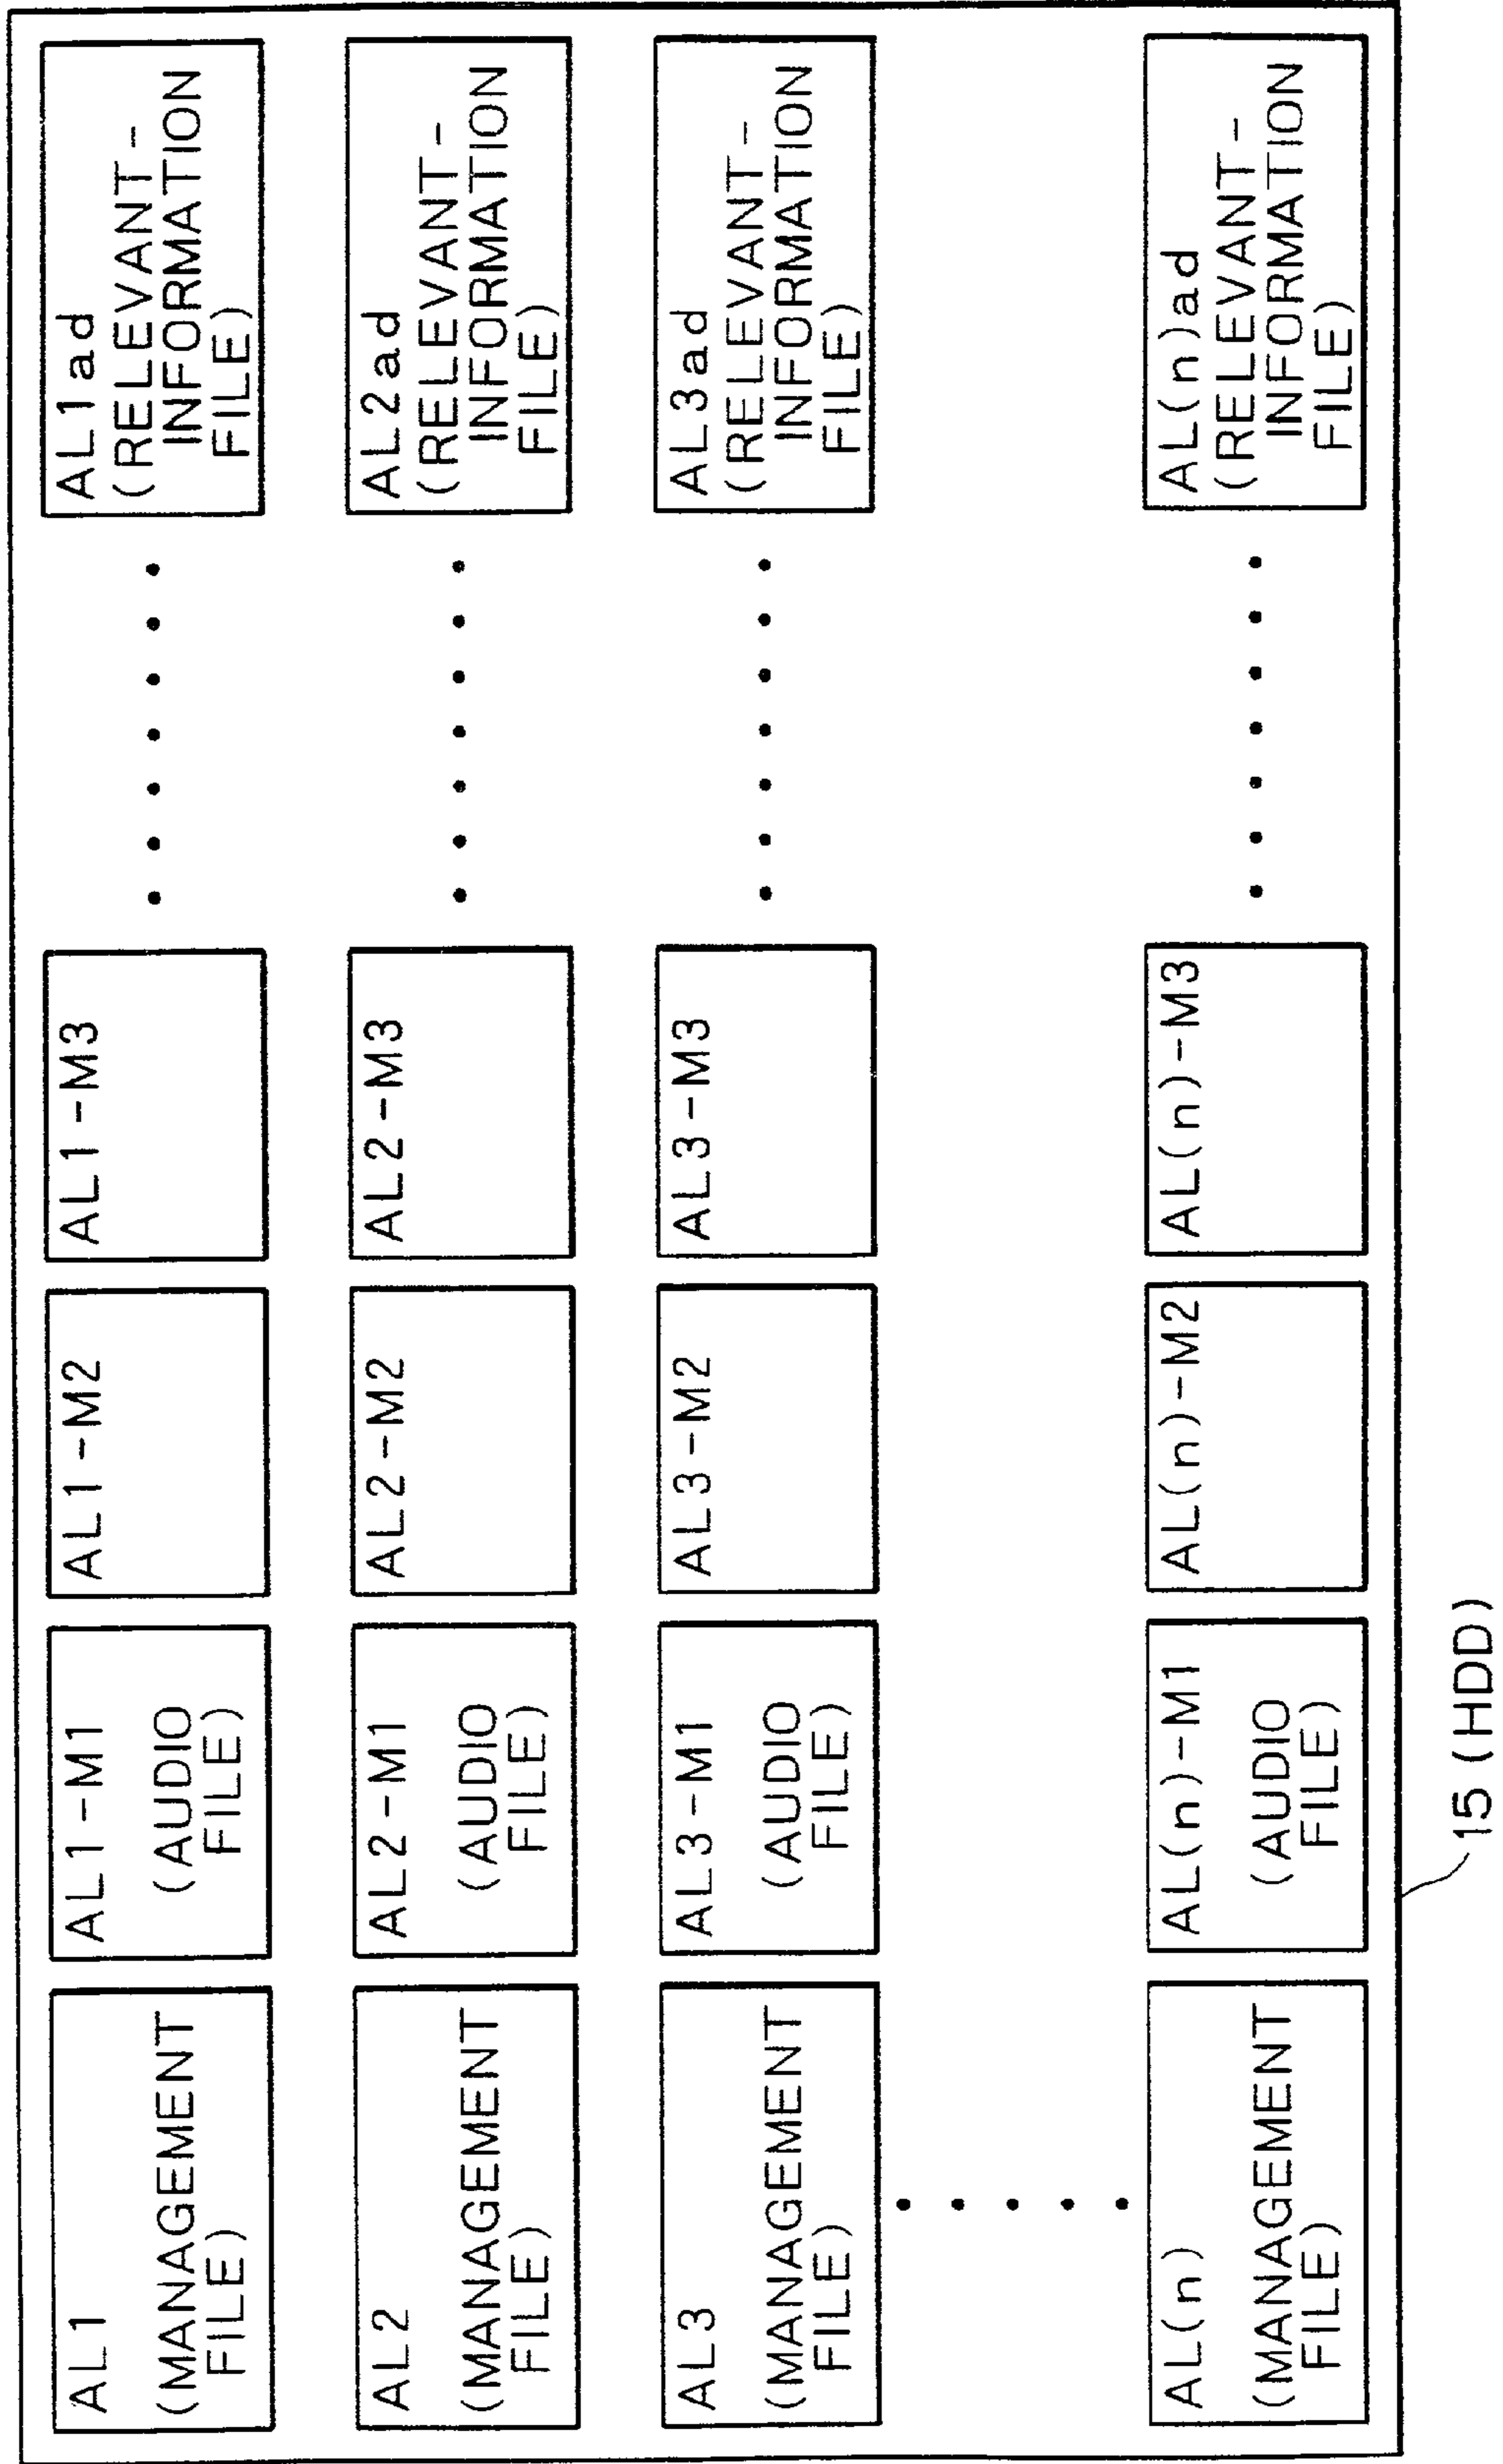 AL1
(MANAGEMENT
FILE)
AL1-M1
(AUDIO
FILE)
AL1-M2
AL1-M3
AL1ad
(RELEVANT-
INFORMATION
FILE)
AL2
(MANAGEMENT
FILE)
AL2-M1
(AUDIO
FILE)
AL2-M2
AL2-M3
AL2ad
(RELEVANT-
INFORMATION
FILE)
AL3
(MANAGEMENT
FILE)
AL3-M1
(AUDIO
FILE)
AL3-M2
AL3-M3
AL3ad
(RELEVANT-
INFORMATION
FILE)
AL(n)
(MANAGEMENT
FILE)
AL(n)-M1
(AUDIO
FILE)
AL(n)-M2
AL(n)-M3
AL(n)ad
(RELEVANT-
INFORMATION
FILE)
15 (HDD)